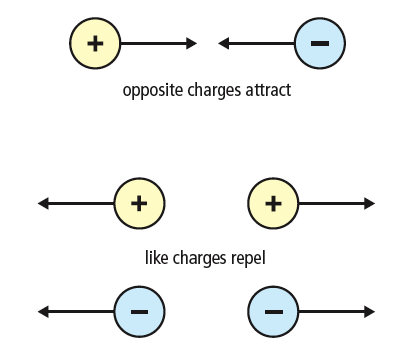 + −
opposite charges attract
+ +
like charges repel
− −